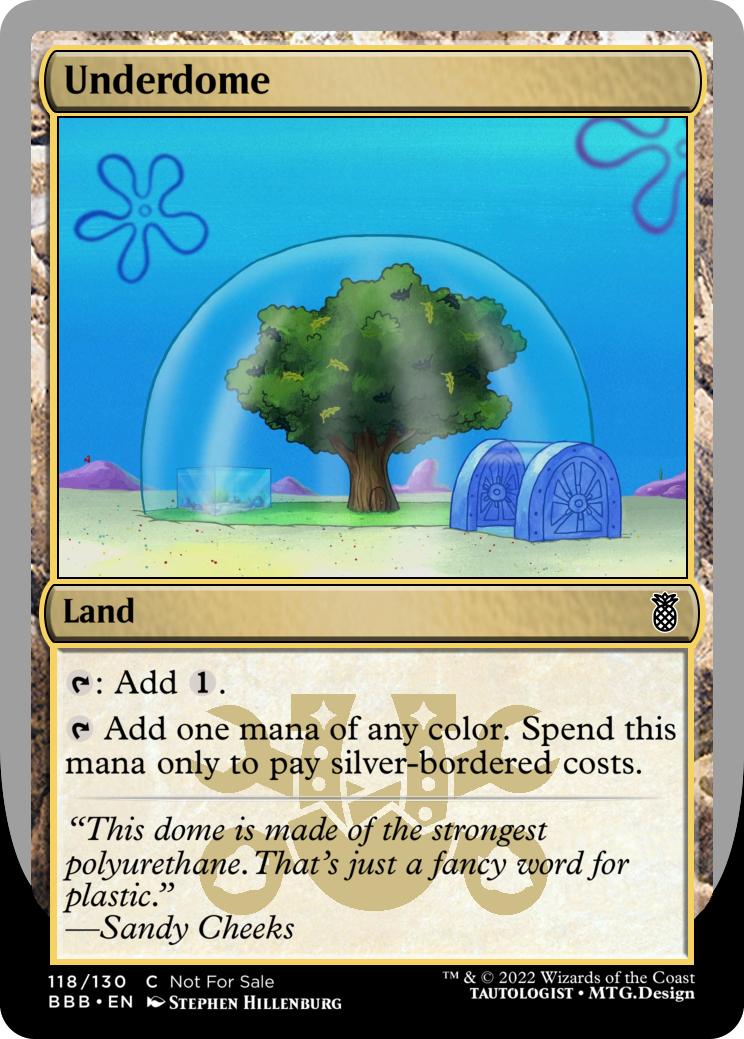 Underdome
Land
: Add 1.
Add one mana of any color. Spend this
mana only to pay silver-bordered costs.
“This dome is made of the strongest
polyurethane. That’s just a fancy word for
plastic.”
—Sandy Cheeks
118/130 C Not For Sale
BBB • EN STEPHEN HILLENBURG
™ & © 2022 Wizards of the Coast
TAUTOLOGIST • MTG.Design